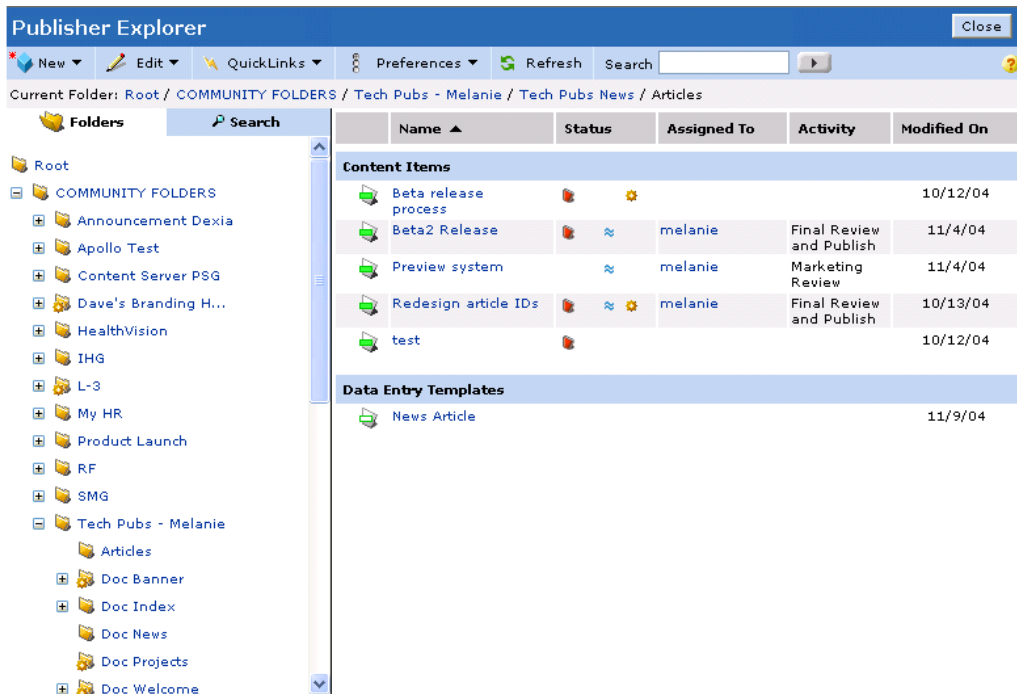 Publisher Explorer
Close
New
Edit
QuickLinks
Preferences
Refresh
Search
Current Folder: Root / COMMUNITY FOLDERS / Tech Pubs - Melanie / Tech Pubs News / Articles
Folders
Search
Root
COMMUNITY FOLDERS
Announcement Dexia
Apollo Test
Content Server PSG
Dave's Branding H...
HealthVision
IHG
L-3
My HR
Product Launch
RF
SMG
Tech Pubs - Melanie
Articles
Doc Banner
Doc Index
Doc News
Doc Projects
Doc Welcome
Name Status Assigned To Activity Modified On
Content Items
Beta release 10/12/04
process
Beta2 Release melanie Final Review 11/4/04
and Publish
Preview system melanie Marketing 11/4/04
Review
Redesign article IDs melanie Final Review 10/13/04
and Publish
test 10/12/04
Data Entry Templates
News Article 11/9/04